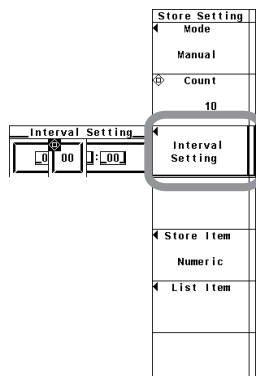 Store Setting
Mode
Manual
Count
10
Interval Setting
0 00 : 00
Interval
Setting
Store Item
Numeric
List Item